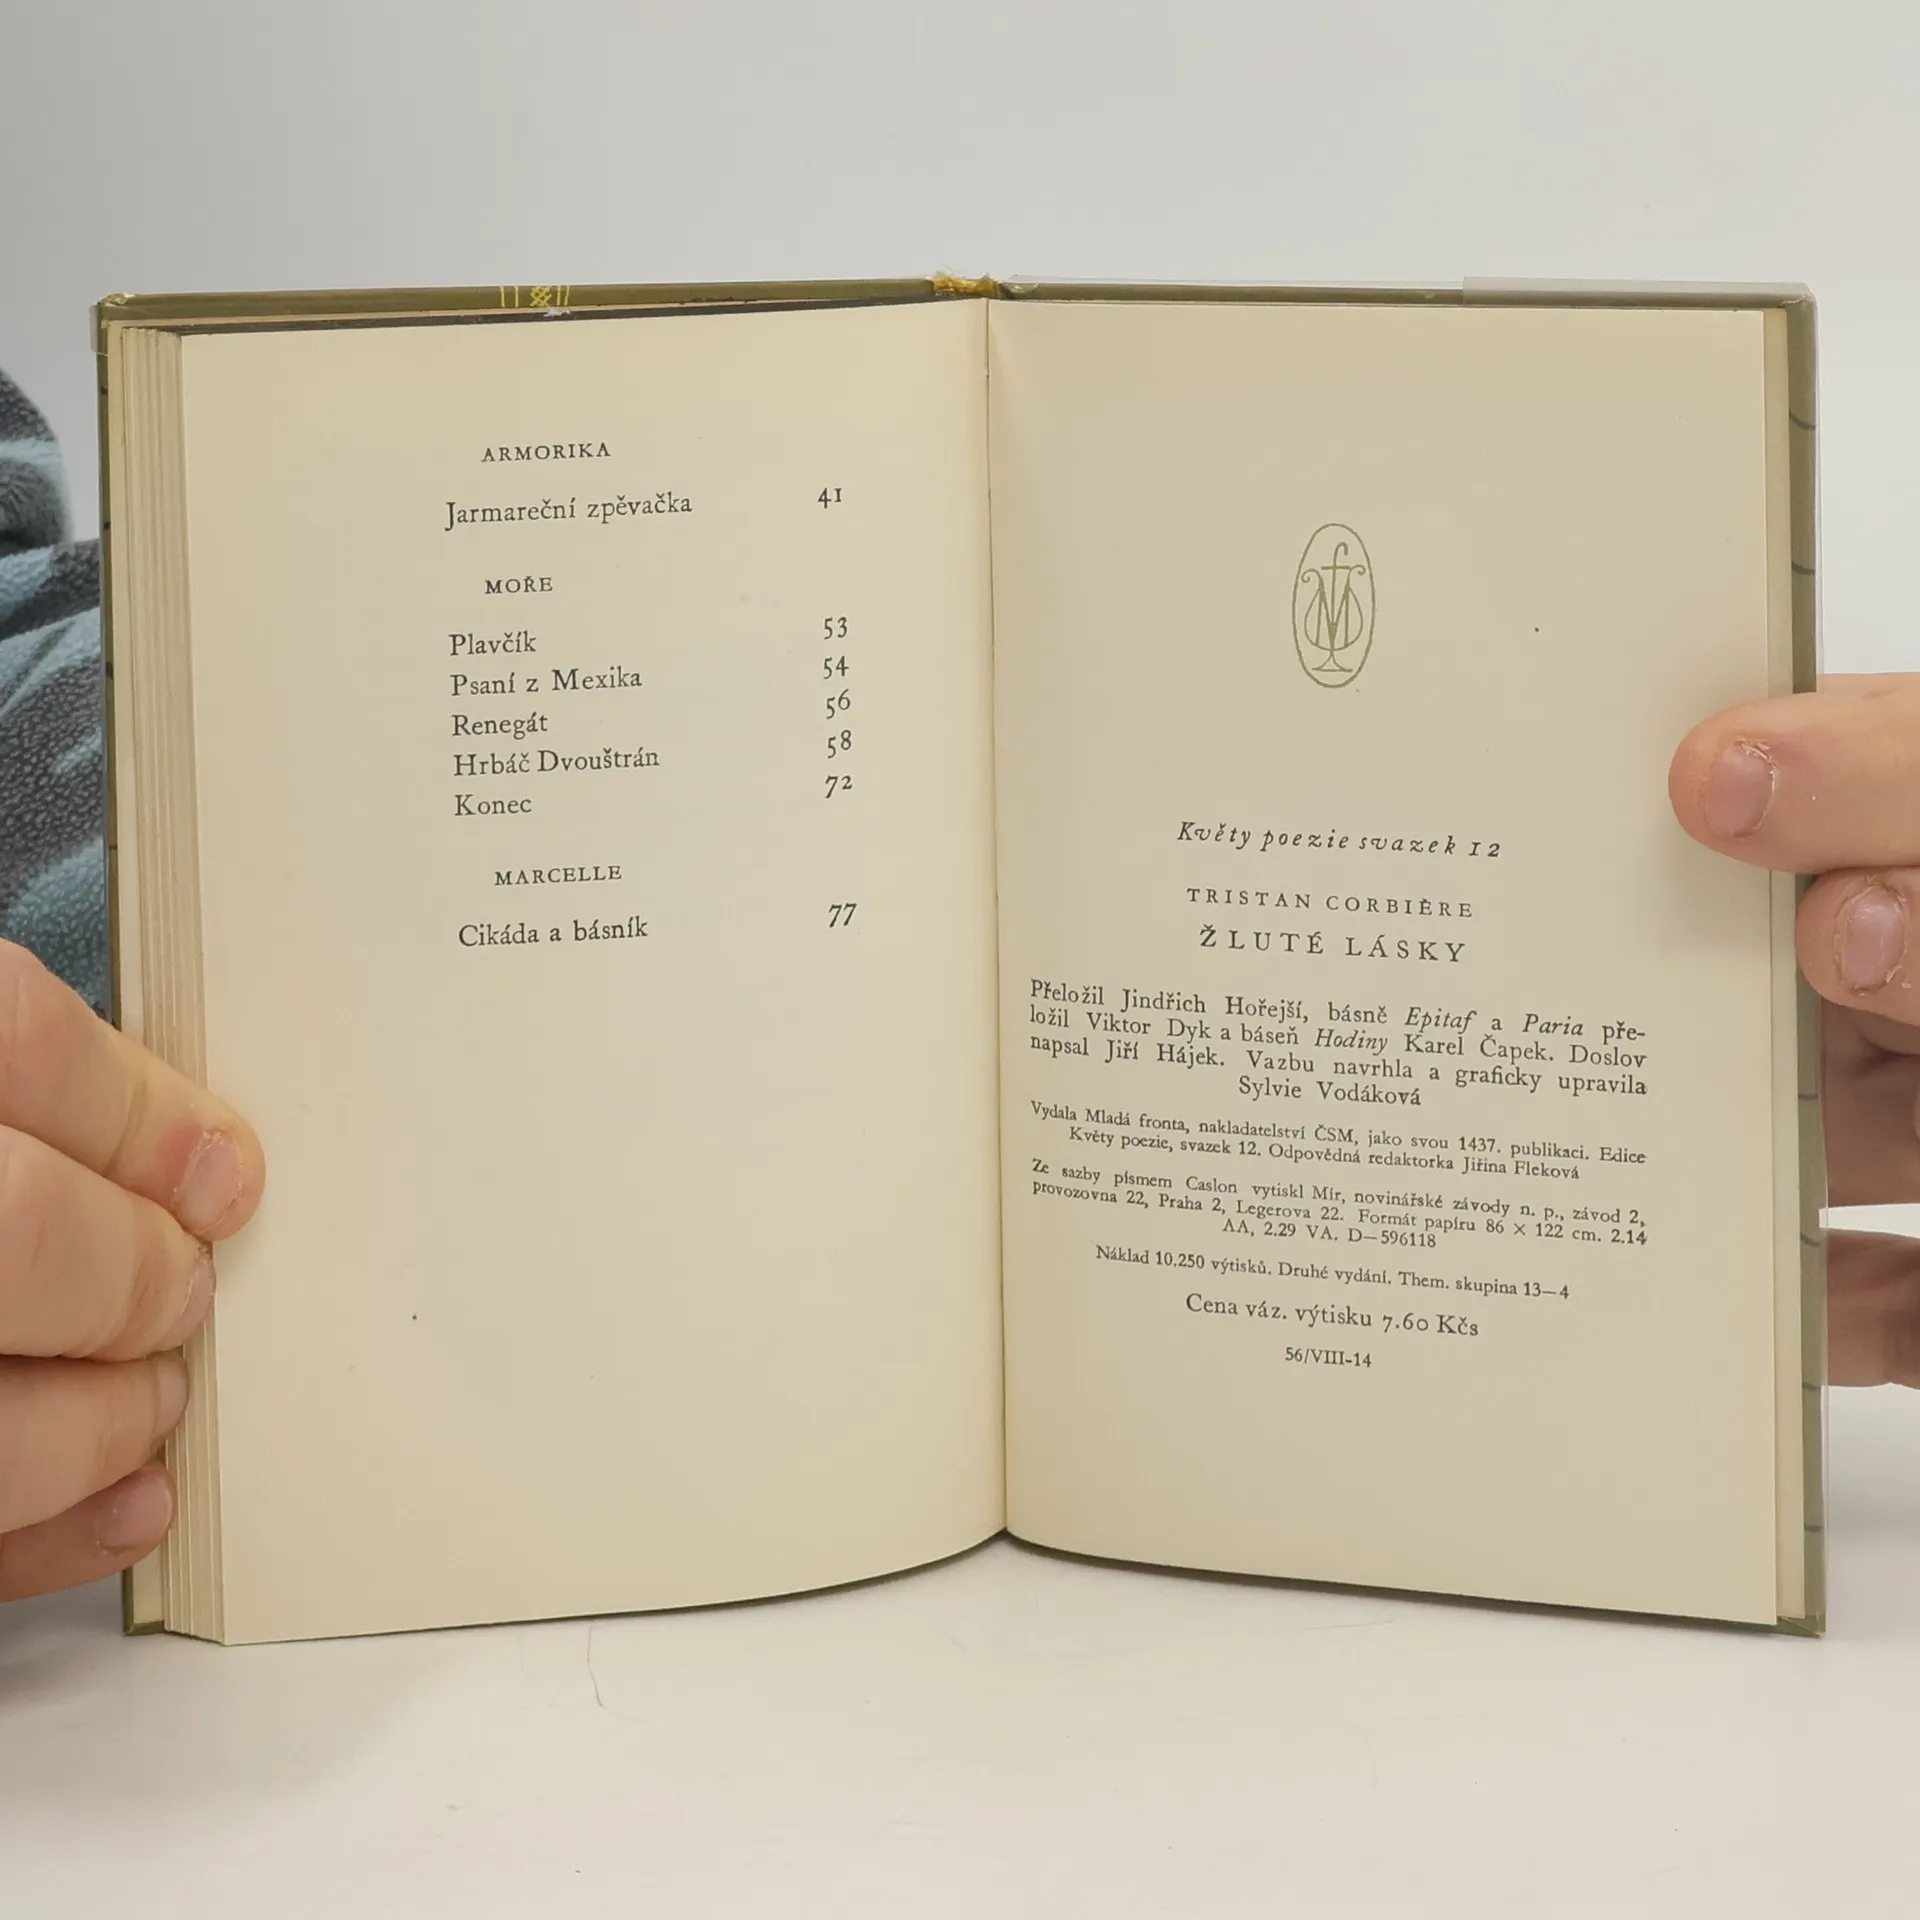 ARMORIKA
Jarmareční zpěvačka 41
MOŘE
Plavčík 53
Psaní z Mexika 54
Renegát 56
Hrbáč Dvouštrán 58
Konec 72
MARCELLE
Cikáda a básník 77
Květy poezie svazek 12
TRISTAN CORBIÈRE
ŽLUTÉ LÁSKY
Přeložil Jindřich Hořejší, básně Epitaf a Paria pře-
ložil Viktor Dyk a báseň Hodiny Karel Čapek. Doslov
napsal Jiří Hájek. Vazbu navrhla a graficky upravila
Sylvie Vodáková
Vydala Mladá fronta, nakladatelství ČSM, jako svou 1437. publikaci. Edice
Květy poezie, svazek 12. Odpovědná redaktorka Jiřina Fleková
Ze sazby písmem Caslon vytiskl Mír, novinářské závody n. p., závod 2,
provozovna 22, Praha 2, Legerova 22. Formát papíru 86 × 122 cm. 2.14
AA, 2.29 VA. D—596118
Náklad 10.250 výtisků. Druhé vydání. Them. skupina 13—4
Cena váz. výtisku 7.60 Kčs
56/VIII-14